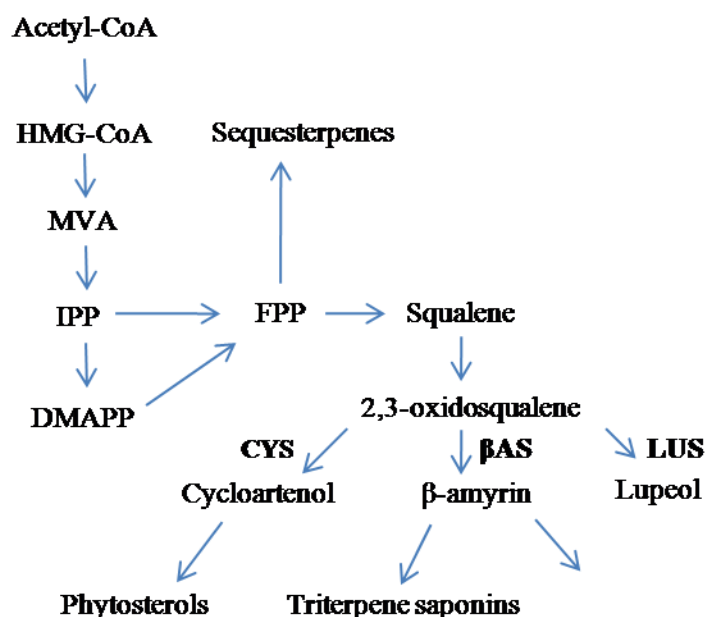 Acetyl-CoA
HMG-CoA Sequesterpenes
MVA
IPP FPP Squalene
DMAPP 2,3-oxidosqualene
CYS βAS LUS
Cycloartenol β-amyrin Lupeol
Phytosterols Triterpene saponins